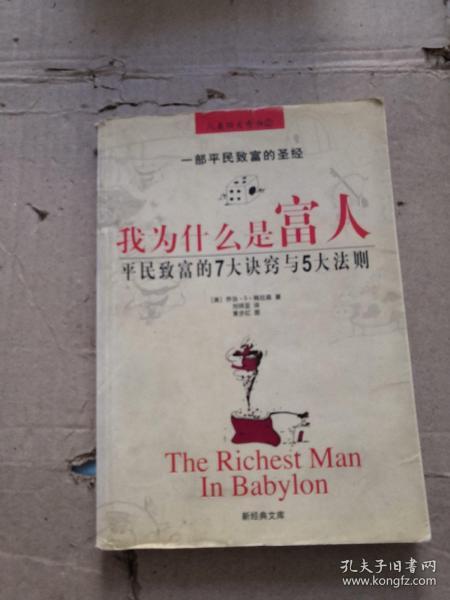 一部平民致富的圣经
我为什么是富人
平民致富的7大诀窍与5大法则
The Richest Man
In Babylon
新经典文库
孔夫子旧书网
www.kongfz.com